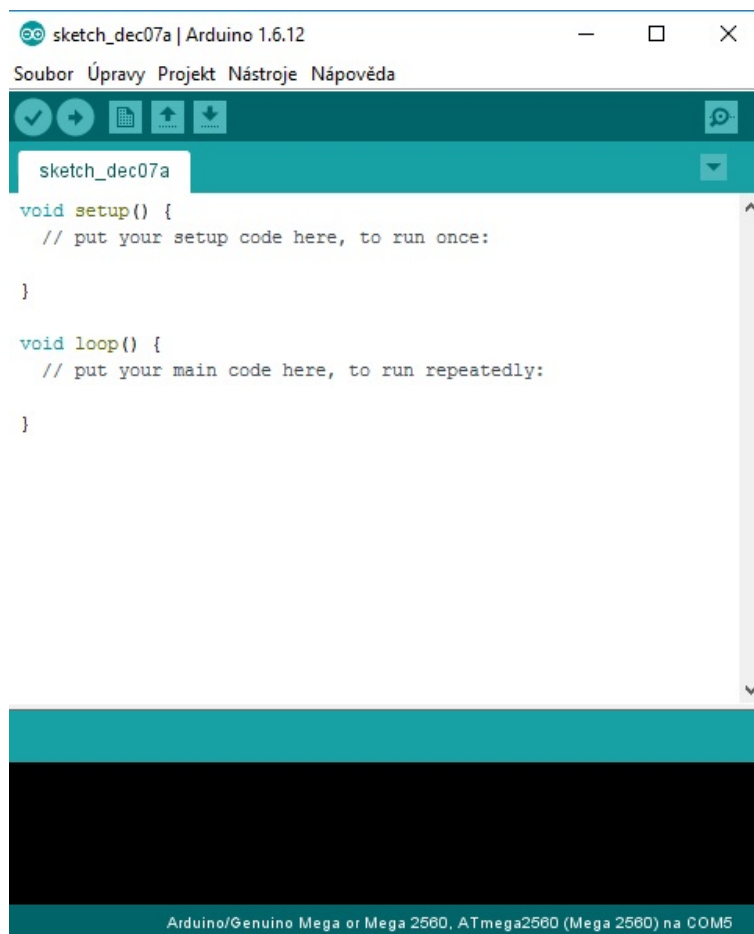 sketch_dec07a | Arduino 1.6.12
Soubor Úpravy Projekt Nástroje Nápověda
sketch_dec07a
void setup() {
  // put your setup code here, to run once:
}
void loop() {
  // put your main code here, to run repeatedly:
}
Arduino/Genuino Mega or Mega 2560, ATmega2560 (Mega 2560) na COM5